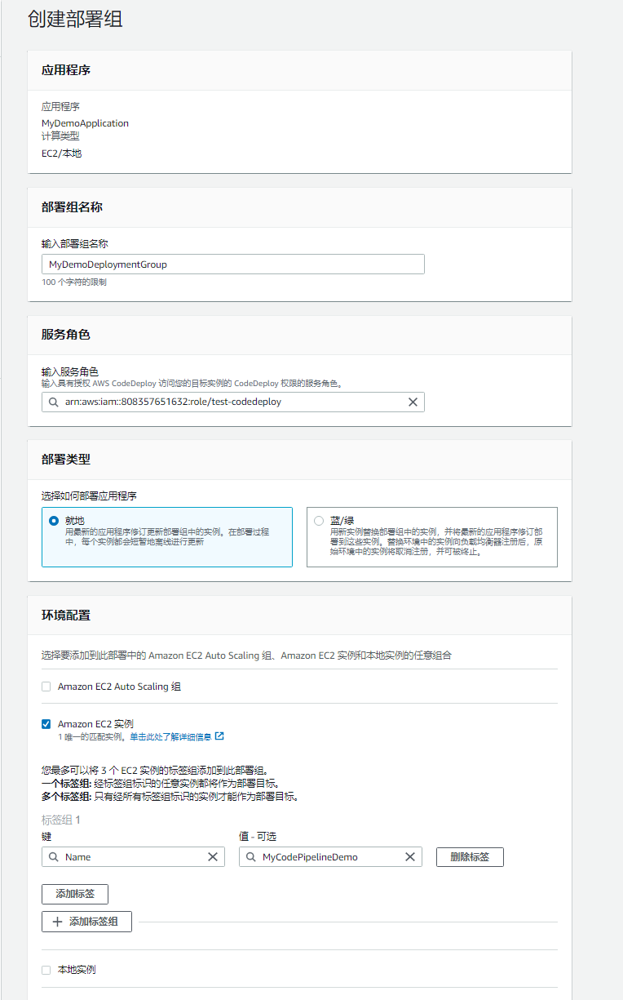 创建部署组
应用程序
应用程序
MyDemoApplication
计算类型
EC2/本地
部署组名称
输入部署组名称
MyDemoDeploymentGroup
100 个字符的限制
服务角色
输入服务角色
输入具有授权 AWS CodeDeploy 访问您的目标实例的 CodeDeploy 权限的服务角色。
arn:aws:iam::808357651632:role/test-codedeploy
部署类型
选择如何部署应用程序
就地
用最新的应用程序修订更新部署组中的实例。在部署过程
中，每个实例都会短暂地离线进行更新
蓝/绿
用新实例替换部署组中的实例，并将最新的应用程序修订部
署到这些实例。替换环境中的实例向负载均衡器注册后，原
始环境中的实例将取消注册，并可被终止。
环境配置
选择要添加到此部署中的 Amazon EC2 Auto Scaling 组、Amazon EC2 实例和本地实例的任意组合
Amazon EC2 Auto Scaling 组
Amazon EC2 实例
1 唯一的匹配实例。单击此处了解详细信息
您最多可以将 3 个 EC2 实例的标签组添加到此部署组。
一个标签组: 经标签组标识的任意实例都将作为部署目标。
多个标签组: 只有经所有标签组标识的实例才能作为部署目标。
标签组 1
键
值 - 可选
Name
MyCodePipelineDemo
删除标签
添加标签
添加标签组
本地实例